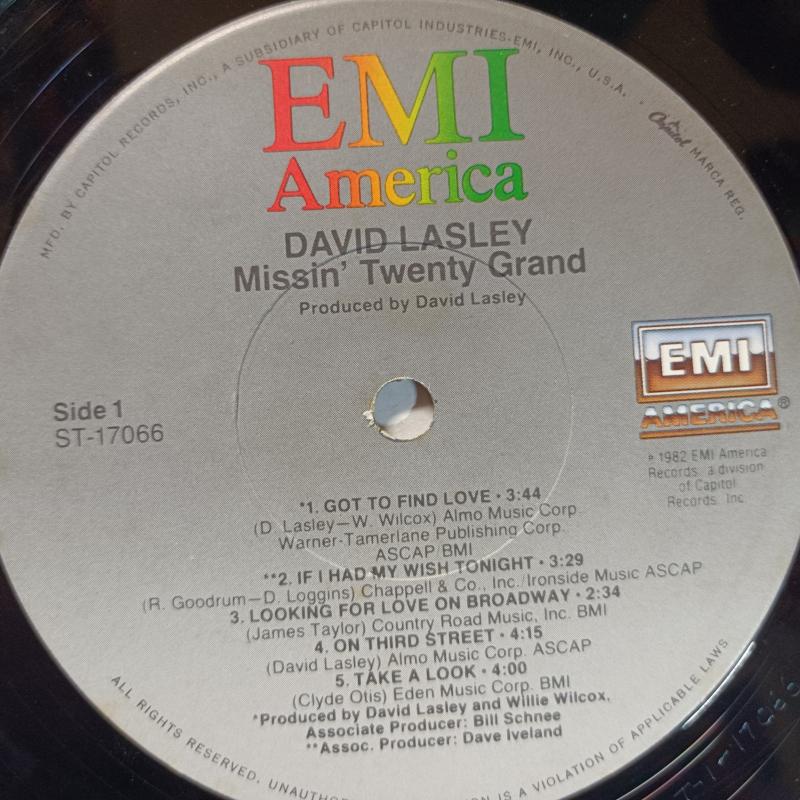 MFD. BY CAPITOL RECORDS, INC., A SUBSIDIARY OF CAPITOL INDUSTRIES-EMI, INC., U.S.A. · Capitol MARCA REG.
EMI
America
DAVID LASLEY
Missin' Twenty Grand
Produced by David Lasley
EMI
AMERICA®
Side 1
ST-17066
℗ 1982 EMI America
Records, a division
of Capitol
Records, Inc.
*1. GOT TO FIND LOVE • 3:44
(D. Lasley—W. Wilcox) Almo Music Corp.
Warner-Tamerlane Publishing Corp.
ASCAP/BMI
**2. IF I HAD MY WISH TONIGHT • 3:29
(R. Goodrum—D. Loggins) Chappell & Co., Inc./Ironside Music ASCAP
3. LOOKING FOR LOVE ON BROADWAY • 2:34
(James Taylor) Country Road Music, Inc. BMI
4. ON THIRD STREET • 4:15
(David Lasley) Almo Music Corp. ASCAP
5. TAKE A LOOK • 4:00
(Clyde Otis) Eden Music Corp. BMI
*Produced by David Lasley and Willie Wilcox,
Associate Producer: Bill Schnee
**Assoc. Producer: Dave Iveland
ALL RIGHTS RESERVED. IS A VIOLATION OF APPLICABLE LAWS